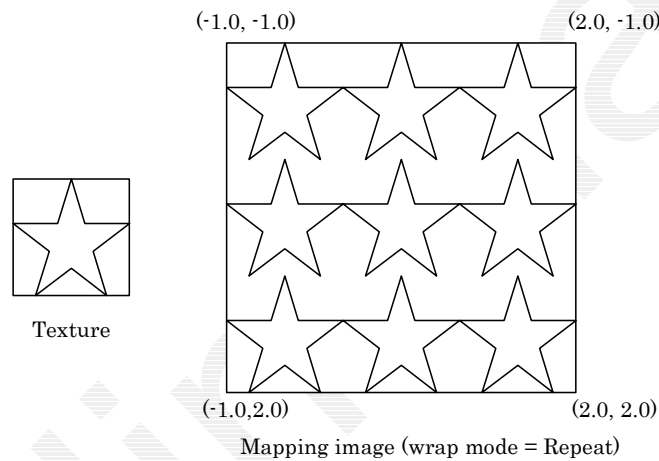 (-1.0, -1.0) (2.0, -1.0)
Texture
(-1.0,2.0) (2.0, 2.0)
Mapping image (wrap mode = Repeat)